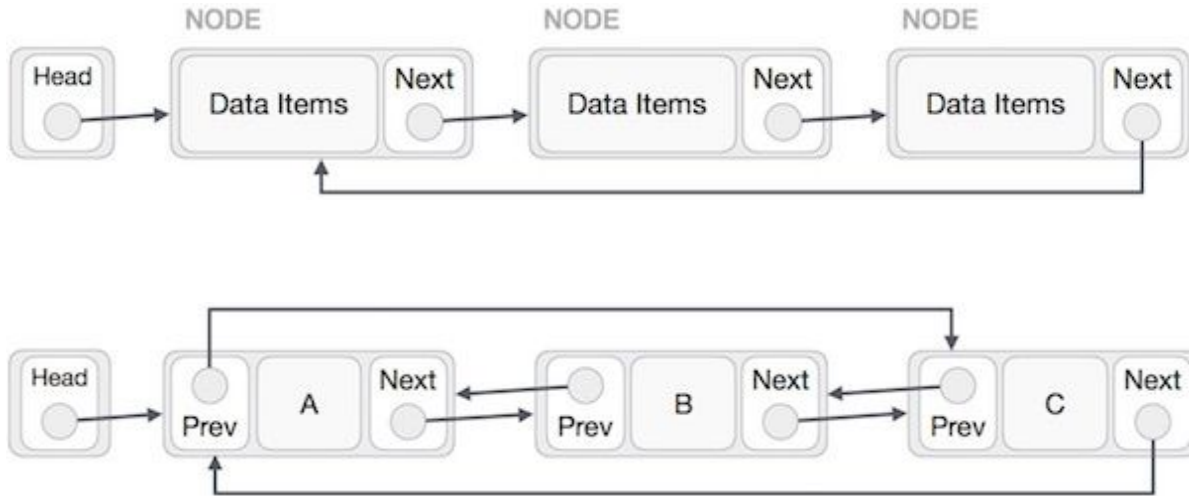 NODE NODE NODE
Head Data Items Next Data Items Next Data Items Next
Head Prev A Next Prev B Next Prev C Next